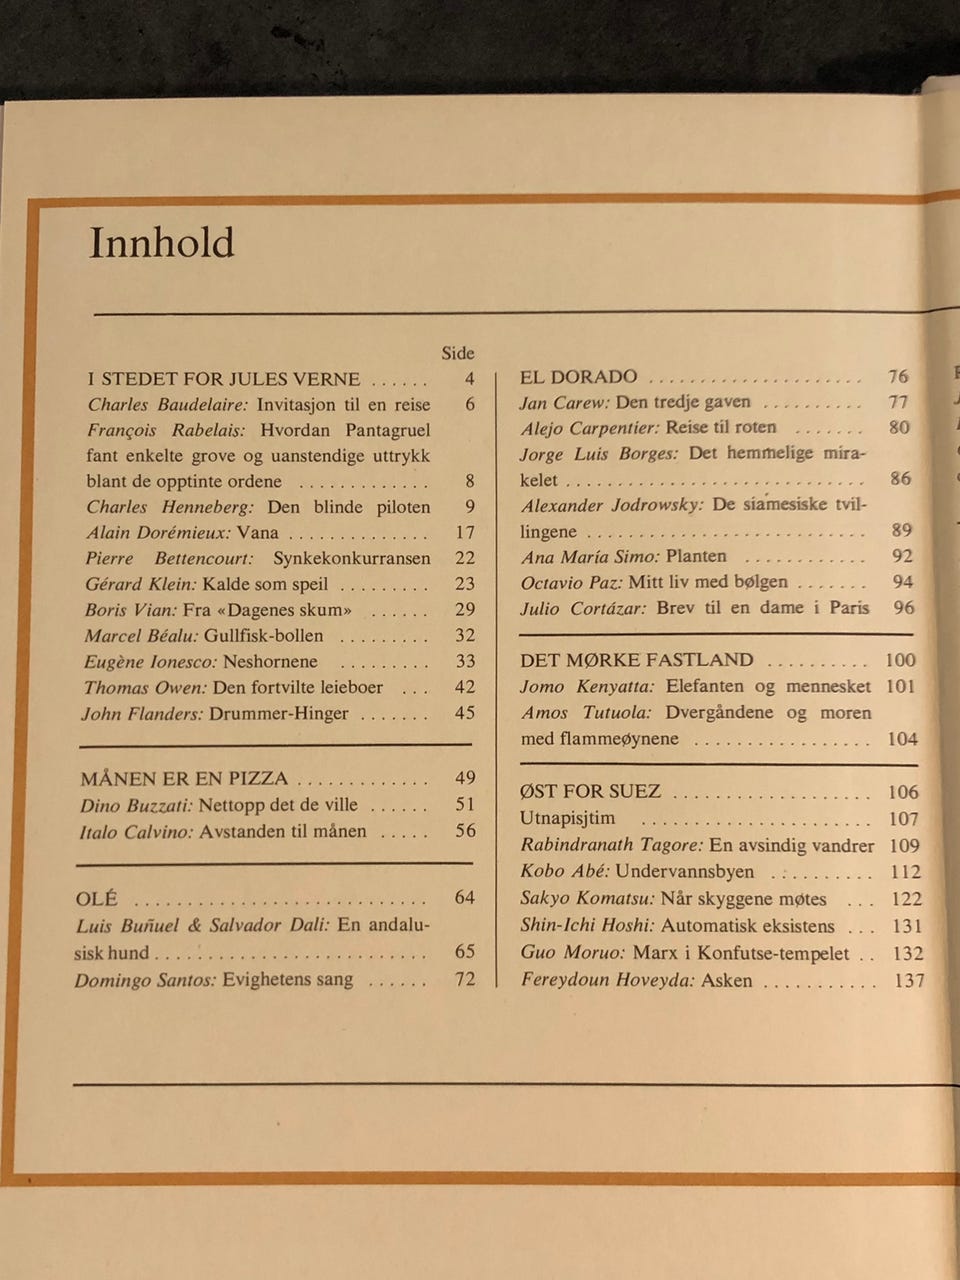 Innhold
Side
I STEDET FOR JULES VERNE ...... 4
Charles Baudelaire: Invitasjon til en reise 6
François Rabelais: Hvordan Pantagruel
fant enkelte grove og uanstendige uttrykk
blant de opptinte ordene ............. 8
Charles Henneberg: Den blinde piloten 9
Alain Dorémieux: Vana .............. 17
Pierre Bettencourt: Synkekonkurransen 22
Gérard Klein: Kalde som speil ......... 23
Boris Vian: Fra «Dagenes skum» ...... 29
Marcel Béalu: Gullfisk-bollen ......... 32
Eugène Ionesco: Neshornene ......... 33
Thomas Owen: Den fortvilte leieboer ... 42
John Flanders: Drummer-Hinger ....... 45
MÅNEN ER EN PIZZA ............. 49
Dino Buzzati: Nettopp det de ville ...... 51
Italo Calvino: Avstanden til månen ..... 56
OLÉ ........................... 64
Luis Buñuel & Salvador Dali: En andalu-
sisk hund ......................... 65
Domingo Santos: Evighetens sang ...... 72
EL DORADO ..................... 76
Jan Carew: Den tredje gaven .......... 77
Alejo Carpentier: Reise til roten ....... 80
Jorge Luis Borges: Det hemmelige mira-
kelet ............................ 86
Alexander Jodrowsky: De siamesiske tvil-
lingene .......................... 89
Ana María Simo: Planten ............ 92
Octavio Paz: Mitt liv med bølgen ....... 94
Julio Cortázar: Brev til en dame i Paris 96
DET MØRKE FASTLAND .......... 100
Jomo Kenyatta: Elefanten og mennesket 101
Amos Tutuola: Dvergåndene og moren
med flammeøynene ................. 104
ØST FOR SUEZ ................... 106
Utnapisjtim ...................... 107
Rabindranath Tagore: En avsindig vandrer 109
Kobo Abé: Undervannsbyen .......... 112
Sakyo Komatsu: Når skyggene møtes ... 122
Shin-Ichi Hoshi: Automatisk eksistens ... 131
Guo Moruo: Marx i Konfutse-tempelet .. 132
Fereydoun Hoveyda: Asken ........... 137